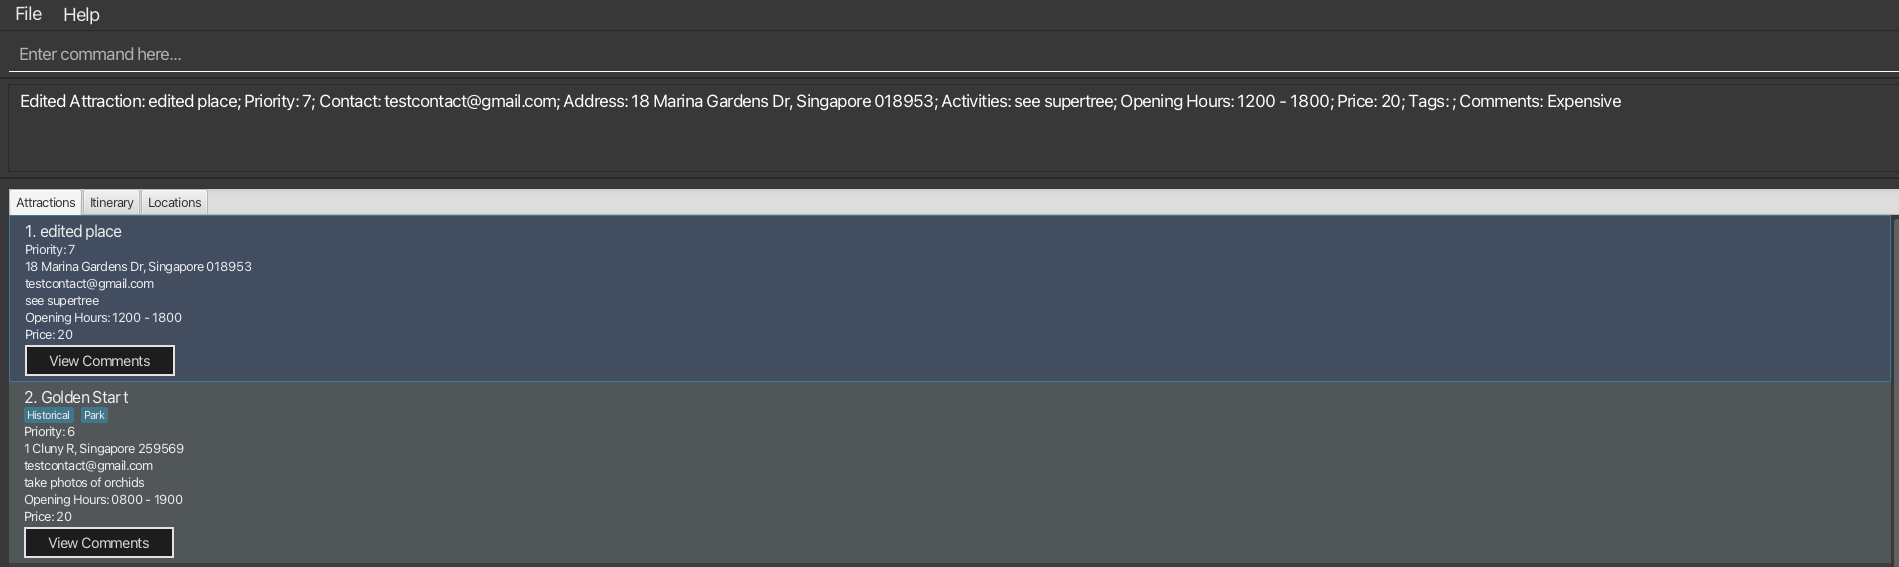 File Help
Enter command here...
Edited Attraction: edited place; Priority: 7; Contact: testcontact@gmail.com; Address: 18 Marina Gardens Dr, Singapore 018953; Activities: see supertree; Opening Hours: 1200 - 1800; Price: 20; Tags: ; Comments: Expensive
Attractions Itinerary Locations
1. edited place
Priority: 7
18 Marina Gardens Dr, Singapore 018953
testcontact@gmail.com
see supertree
Opening Hours: 1200 - 1800
Price: 20
View Comments
2. Golden Start
Historical Park
Priority: 6
1 Cluny R, Singapore 259569
testcontact@gmail.com
take photos of orchids
Opening Hours: 0800 - 1900
Price: 20
View Comments